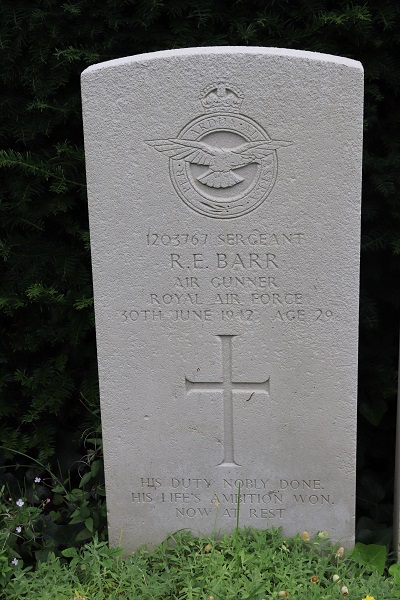 1203767 SERGEANT
R.E. BARR
AIR GUNNER
ROYAL AIR FORCE
30TH JUNE 1942 AGE 29
HIS DUTY NOBLY DONE,
HIS LIFE'S AMBITION WON,
NOW AT REST